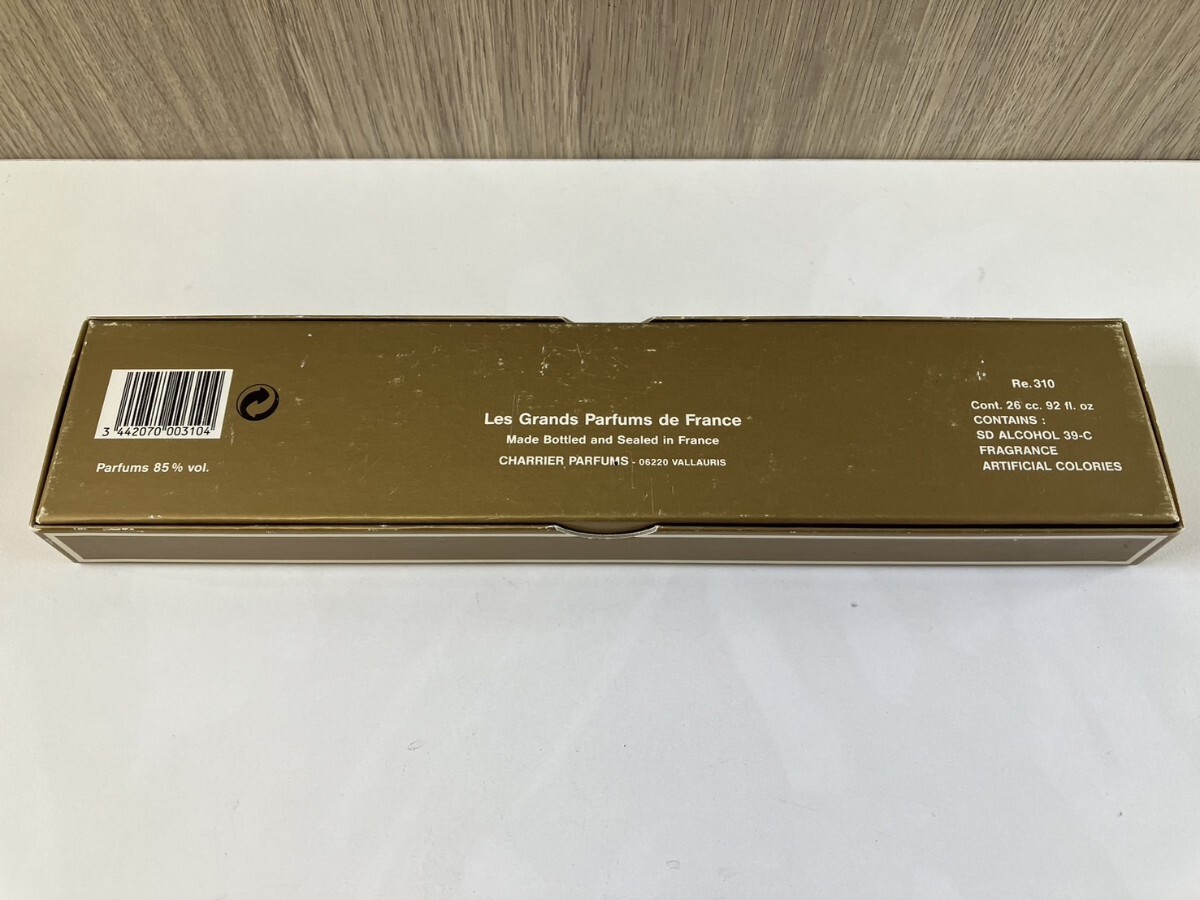 3 442070 003104
Parfums 85% vol.
Les Grands Parfums de France
Made Bottled and Sealed in France
CHARRIER PARFUMS - 06220 VALLAURIS
Re.310
Cont. 26 cc. 92 fl. oz
CONTAINS :
SD ALCOHOL 39-C
FRAGRANCE
ARTIFICIAL COLORIES